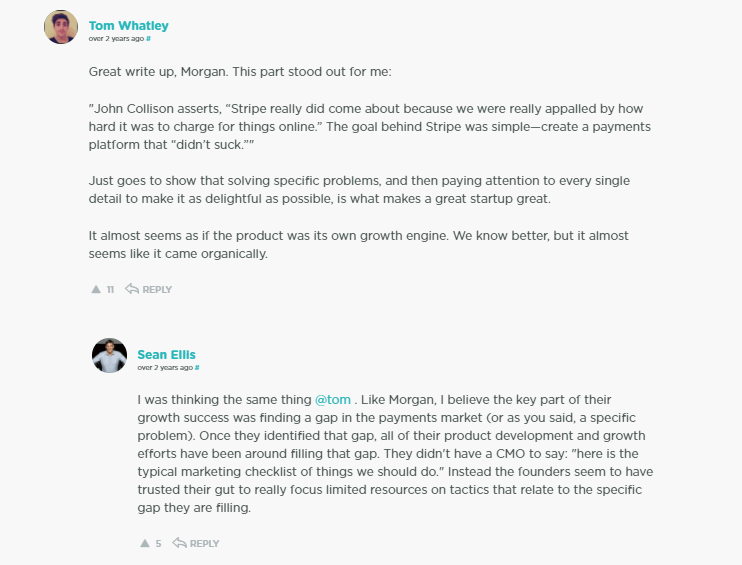 Tom Whatley
over 2 years ago #
Great write up, Morgan. This part stood out for me:
"John Collison asserts, “Stripe really did come about because we were really appalled by how
hard it was to charge for things online.” The goal behind Stripe was simple—create a payments
platform that “didn’t suck.”"
Just goes to show that solving specific problems, and then paying attention to every single
detail to make it as delightful as possible, is what makes a great startup great.
It almost seems as if the product was its own growth engine. We know better, but it almost
seems like it came organically.
11 REPLY
Sean Ellis
over 2 years ago #
I was thinking the same thing @tom . Like Morgan, I believe the key part of their
growth success was finding a gap in the payments market (or as you said, a specific
problem). Once they identified that gap, all of their product development and growth
efforts have been around filling that gap. They didn't have a CMO to say: "here is the
typical marketing checklist of things we should do." Instead the founders seem to have
trusted their gut to really focus limited resources on tactics that relate to the specific
gap they are filling.
5 REPLY